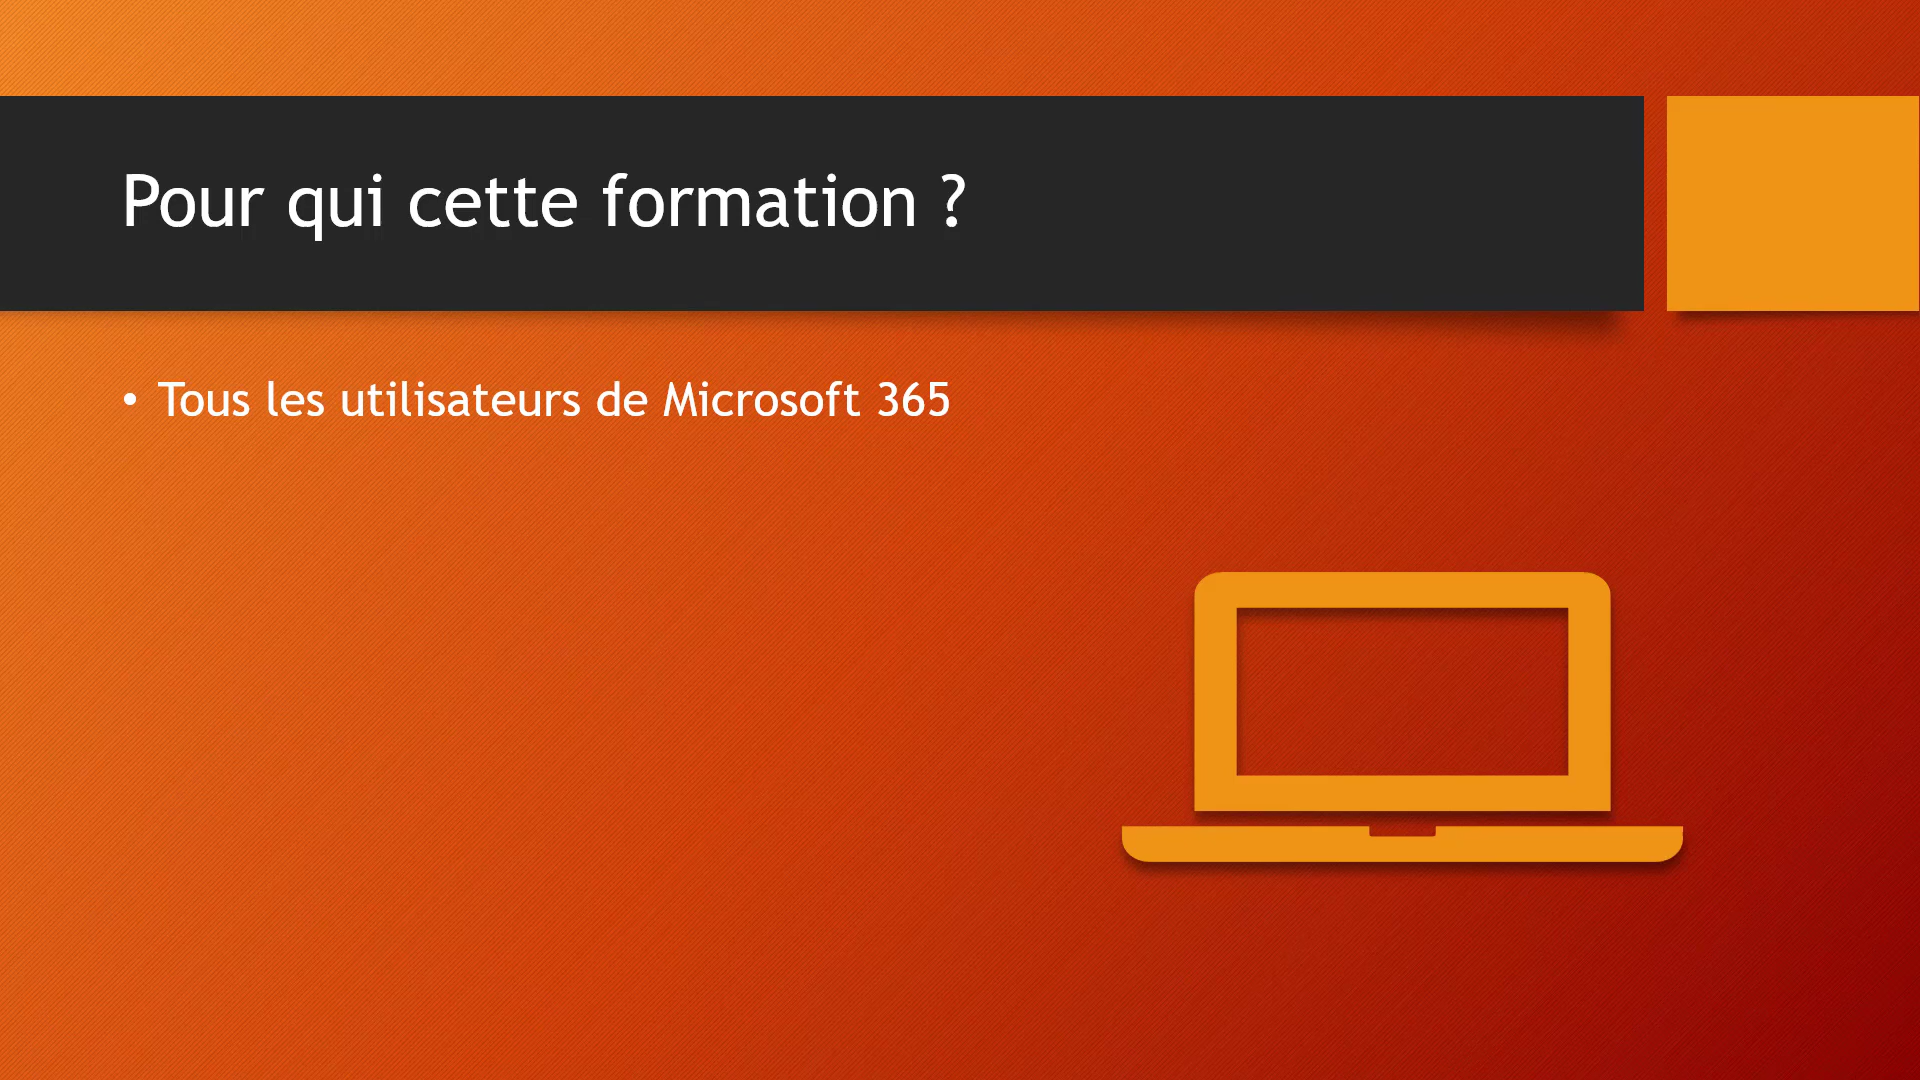 Pour qui cette formation ?
• Tous les utilisateurs de Microsoft 365